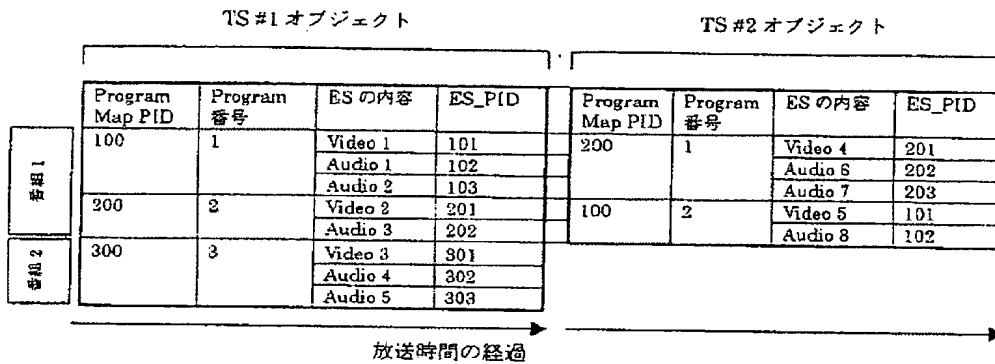 TS #1 オブジェクト
TS #2 オブジェクト
Program Map PID Program 番号 ES の内容 ES_PID
番組 1
100 1 Video 1 101
Audio 1 102
Audio 2 103
200 2 Video 2 201
Audio 3 202
番組 2
300 3 Video 3 301
Audio 4 302
Audio 5 303
Program Map PID Program 番号 ES の内容 ES_PID
200 1 Video 4 201
Audio 6 202
Audio 7 203
100 2 Video 5 101
Audio 8 102
放送時間の経過